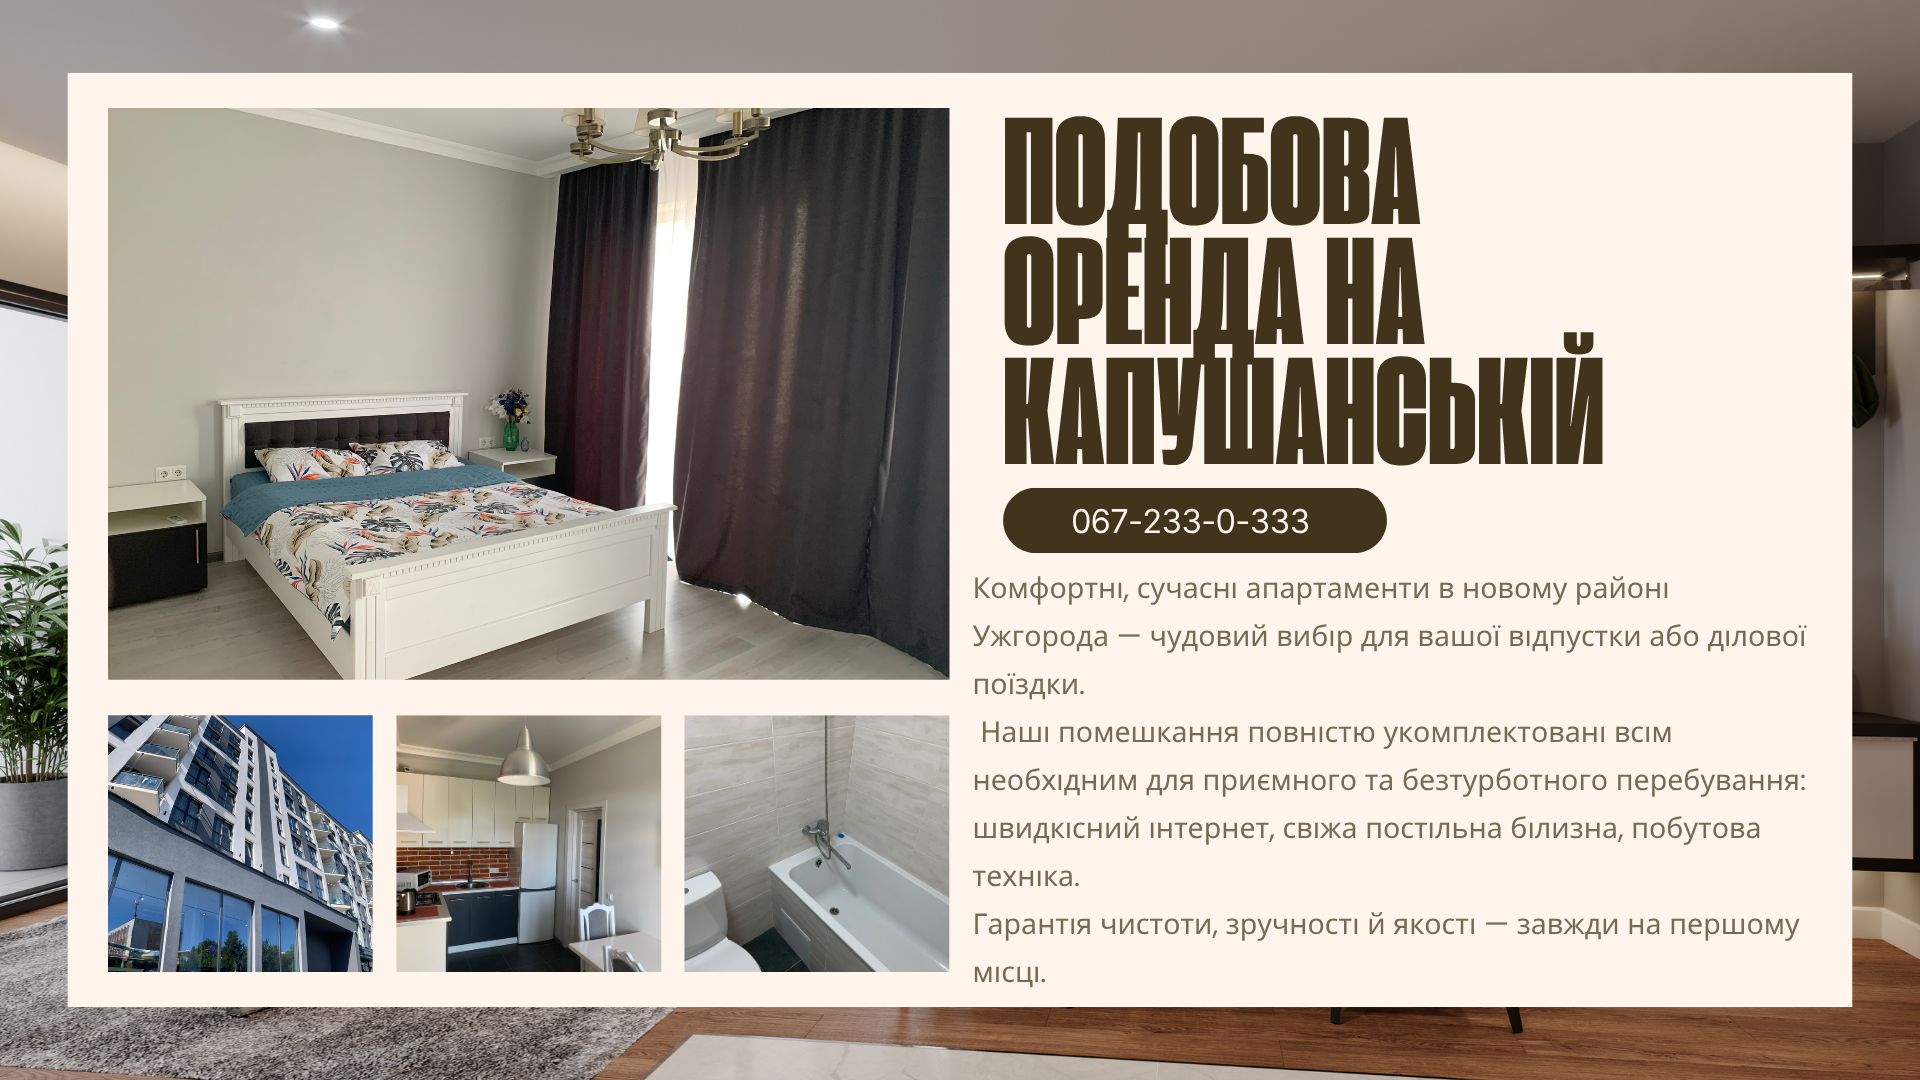 ПОДОБОВА
ОРЕНДА НА
КАПУШАНСЬКІЙ
067-233-0-333
Комфортні, сучасні апартаменти в новому районі
Ужгорода — чудовий вибір для вашої відпустки або ділової
поїздки.
Наші помешкання повністю укомплектовані всім
необхідним для приємного та безтурботного перебування:
швидкісний інтернет, свіжа постільна білизна, побутова
техніка.
Гарантія чистоти, зручності й якості — завжди на першому
місці.